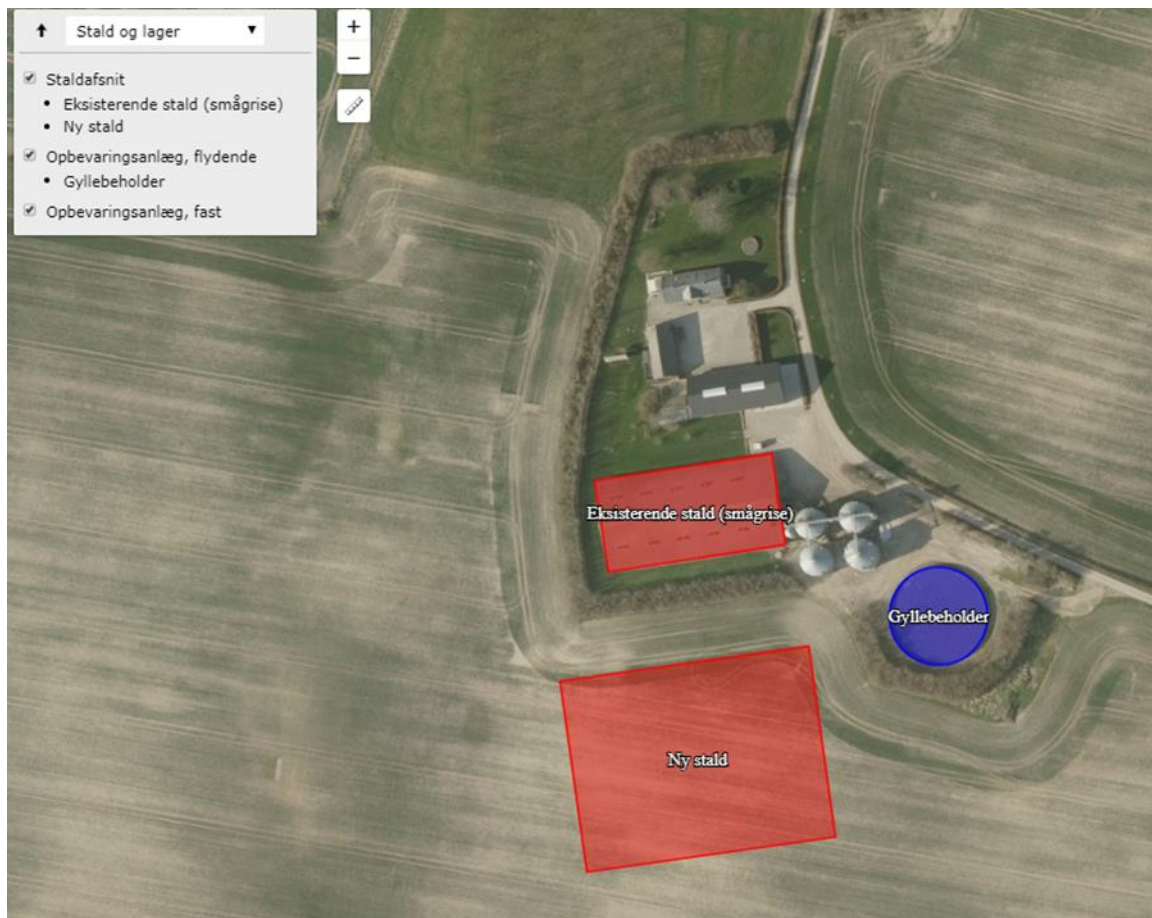 Stald og lager
Staldafsnit
Eksisterende stald (smågrise)
Ny stald
Opbevaringsanlæg, flydende
Gyllebeholder
Opbevaringsanlæg, fast
Eksisterende stald (smågrise)
Gyllebeholder
Ny stald